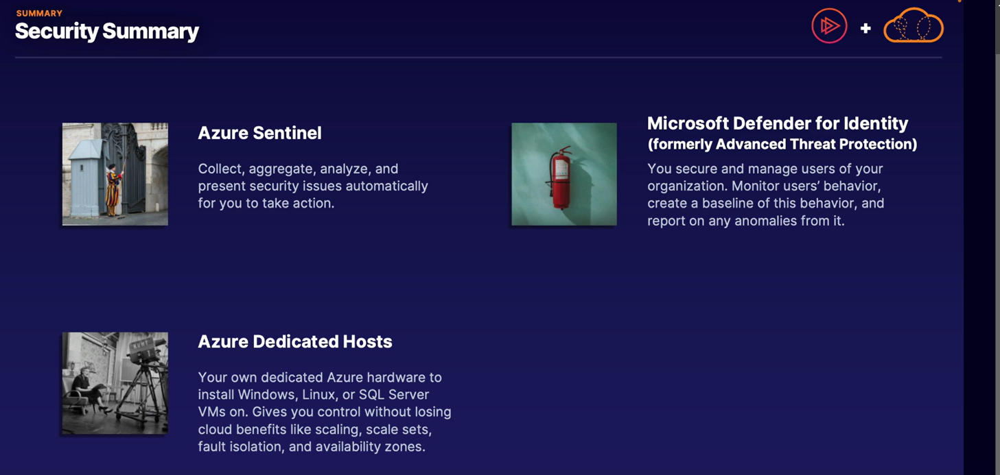 SUMMARY
Security Summary
Azure Sentinel
Collect, aggregate, analyze, and
present security issues automatically
for you to take action.
Microsoft Defender for Identity
(formerly Advanced Threat Protection)
You secure and manage users of your
organization. Monitor users’ behavior,
create a baseline of this behavior, and
report on any anomalies from it.
KVHT
1
Azure Dedicated Hosts
Your own dedicated Azure hardware to
install Windows, Linux, or SQL Server
VMs on. Gives you control without losing
cloud benefits like scaling, scale sets,
fault isolation, and availability zones.